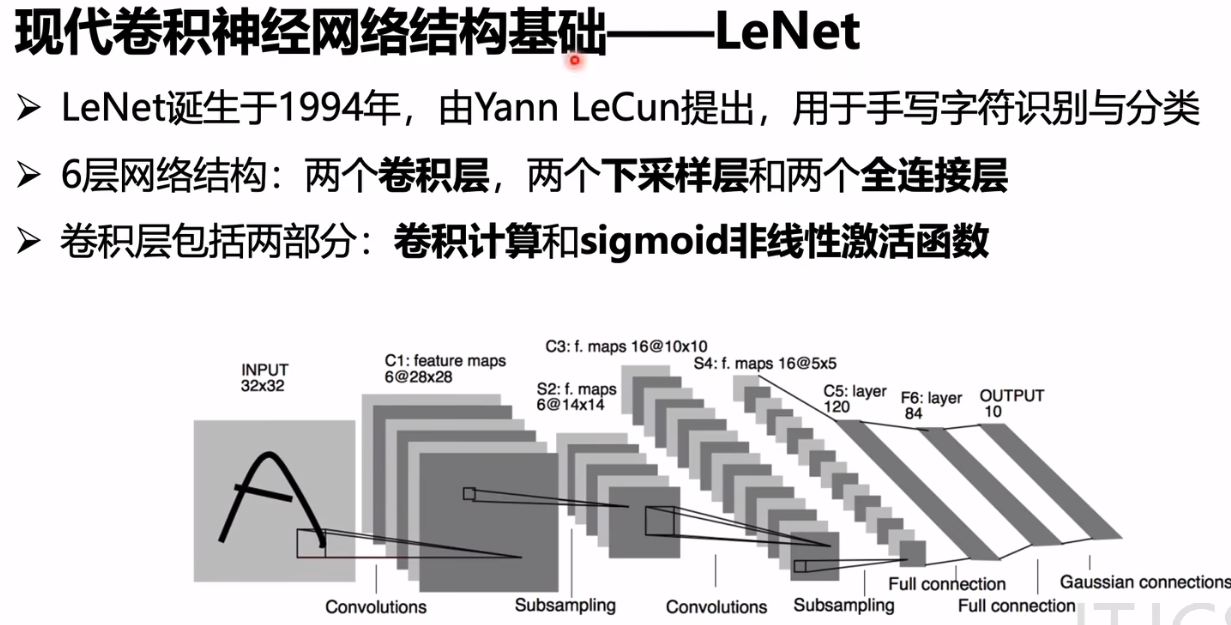 现代卷积神经网络结构基础——LeNet
➢ LeNet诞生于1994年，由Yann LeCun提出，用于手写字符识别与分类
➢ 6层网络结构：两个卷积层，两个下采样层和两个全连接层
➢ 卷积层包括两部分：卷积计算和sigmoid非线性激活函数
INPUT
32x32
C1: feature maps
6@28x28
S2: f. maps
6@14x14
C3: f. maps 16@10x10
S4: f. maps 16@5x5
C5: layer
120
F6: layer
84
OUTPUT
10
A
Convolutions
Subsampling
Convolutions
Subsampling
Full connection
Full connection
Gaussian connections